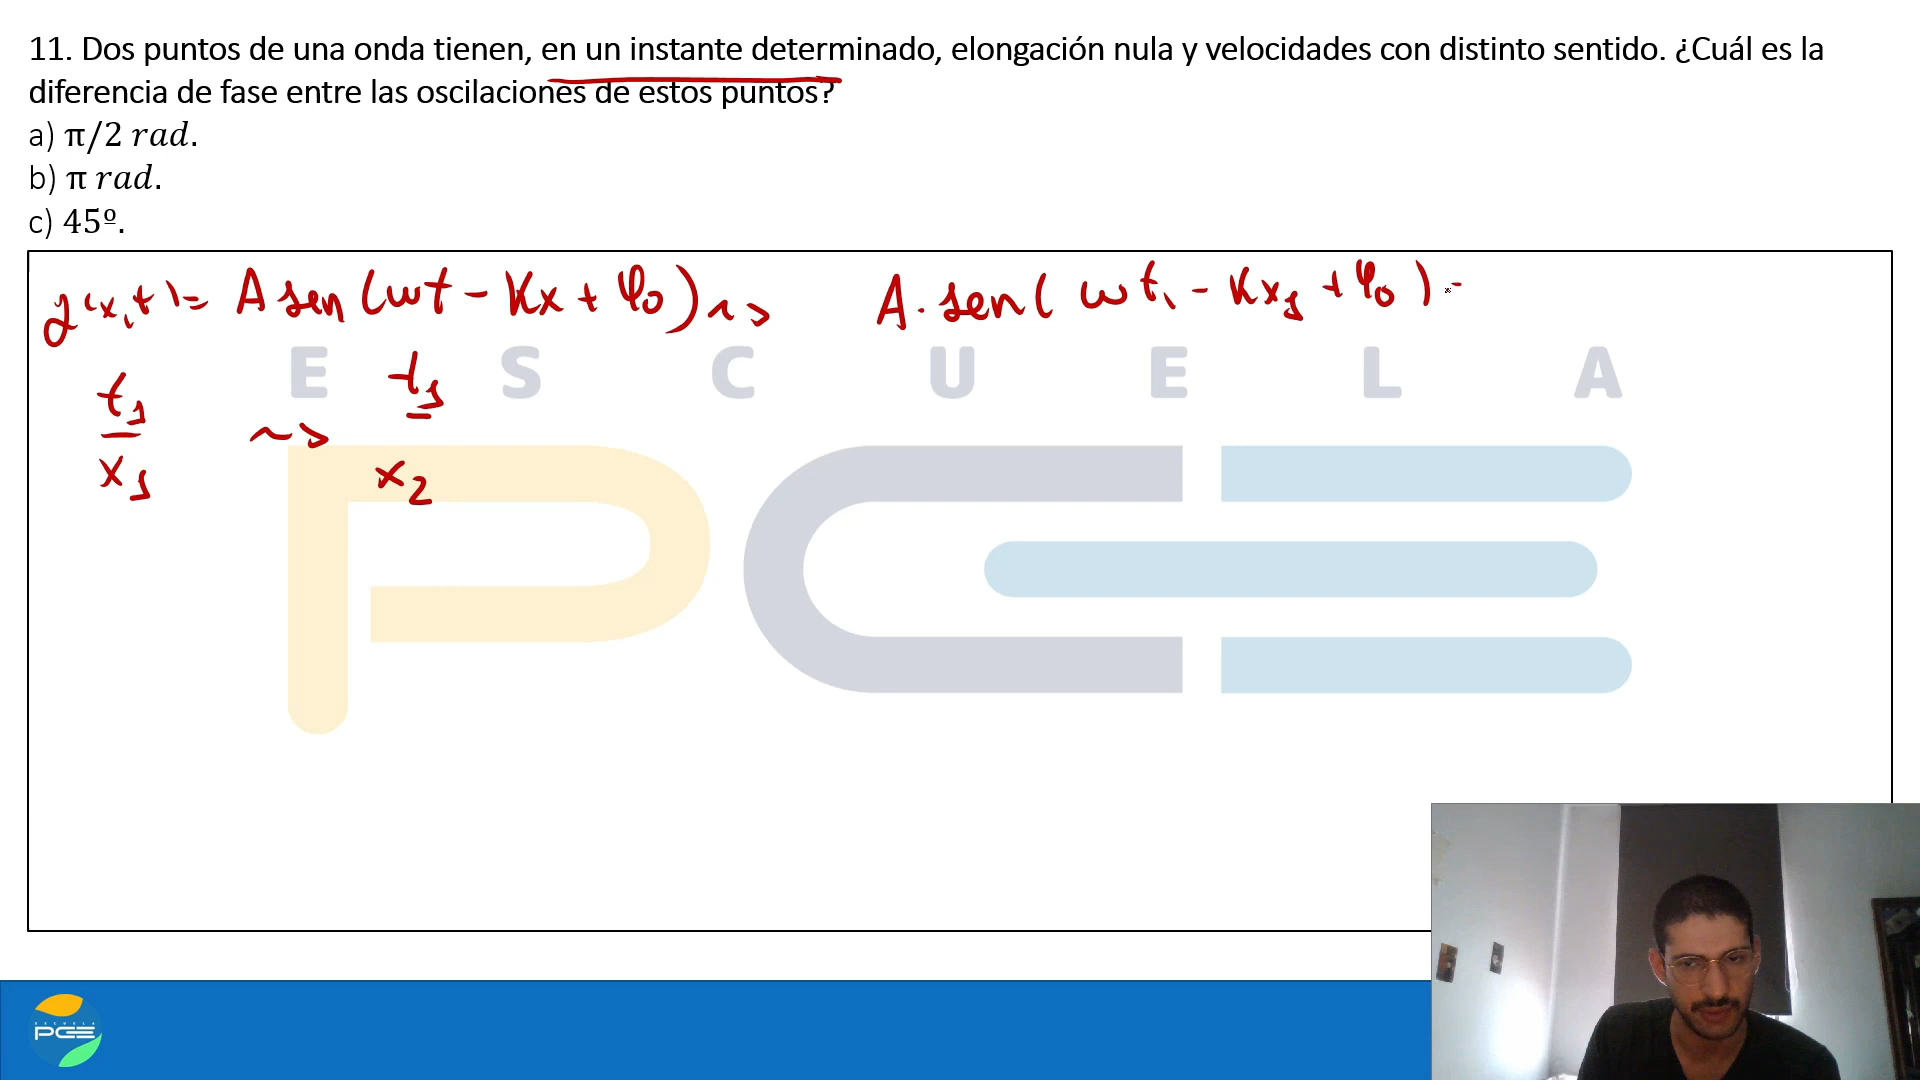 11. Dos puntos de una onda tienen, en un instante determinado, elongación nula y velocidades con distinto sentido. ¿Cuál es la
diferencia de fase entre las oscilaciones de estos puntos?
a) π/2 rad.
b) π rad.
c) 45º.
y(x,t)= A sen(ωt - Kx + φ₀) ~> A. sen( ωt₁ - Kx₁ + φ₀ ) -
t₁ ~> t₁
x₁ x₂
E S C U E L A
PCE
ESCUELA
PCE